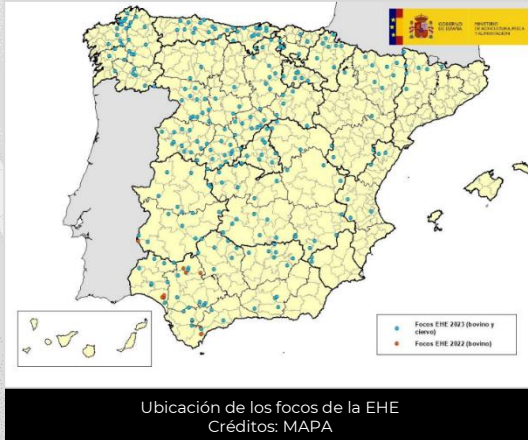 GOBIERNO
DE ESPAÑA
MINISTERIO
DE AGRICULTURA, PESCA
Y ALIMENTACIÓN
Focos EHE 2023 (bovino y
ciervo)
Focos EHE 2022 (bovino)
Ubicación de los focos de la EHE
Créditos: MAPA